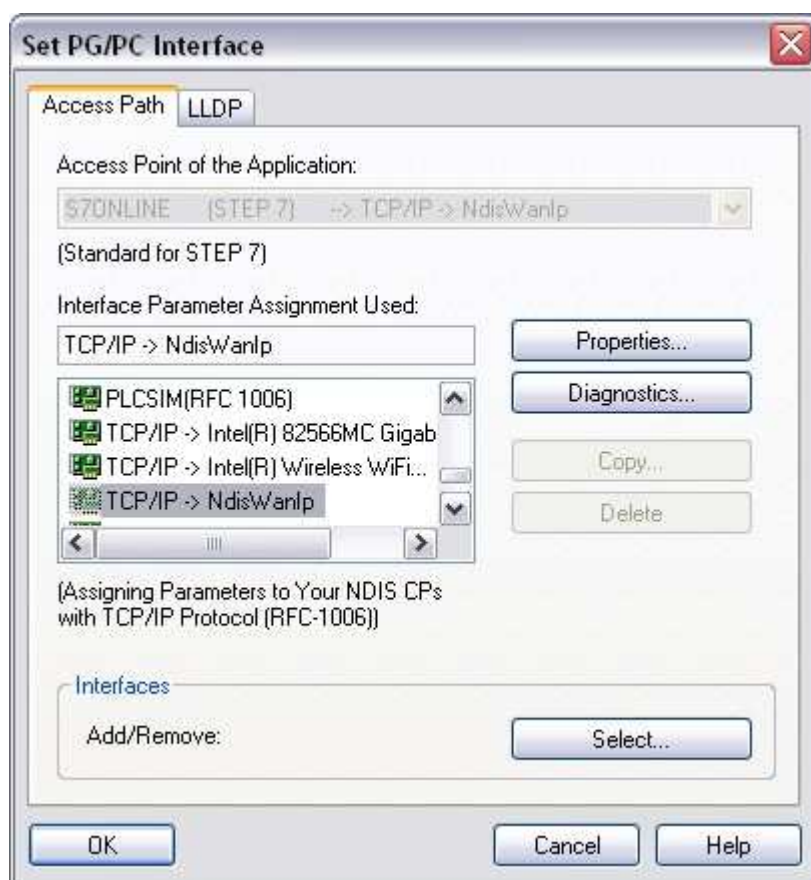 Set PG/PC Interface
Access Path
LLDP
Access Point of the Application:
S7ONLINE (STEP 7) --> TCP/IP -> NdisWanIp
(Standard for STEP 7)
Interface Parameter Assignment Used:
TCP/IP -> NdisWanIp
Properties...
Diagnostics...
PLCSIM(RFC 1006)
TCP/IP -> Intel(R) 82566MC Gigab
TCP/IP -> Intel(R) Wireless WiFi...
TCP/IP -> NdisWanIp
Copy...
Delete
(Assigning Parameters to Your NDIS CPs
with TCP/IP Protocol (RFC-1006))
Interfaces
Add/Remove:
Select...
OK
Cancel
Help